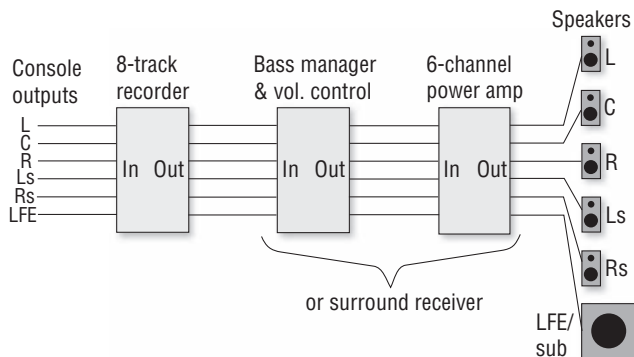 Speakers
Console
outputs
8-track
recorder
Bass manager
& vol. control
6-channel
power amp
L
C
R
Ls
Rs
LFE
In Out
In Out
In Out
L
C
R
Ls
Rs
LFE/
sub
or surround receiver